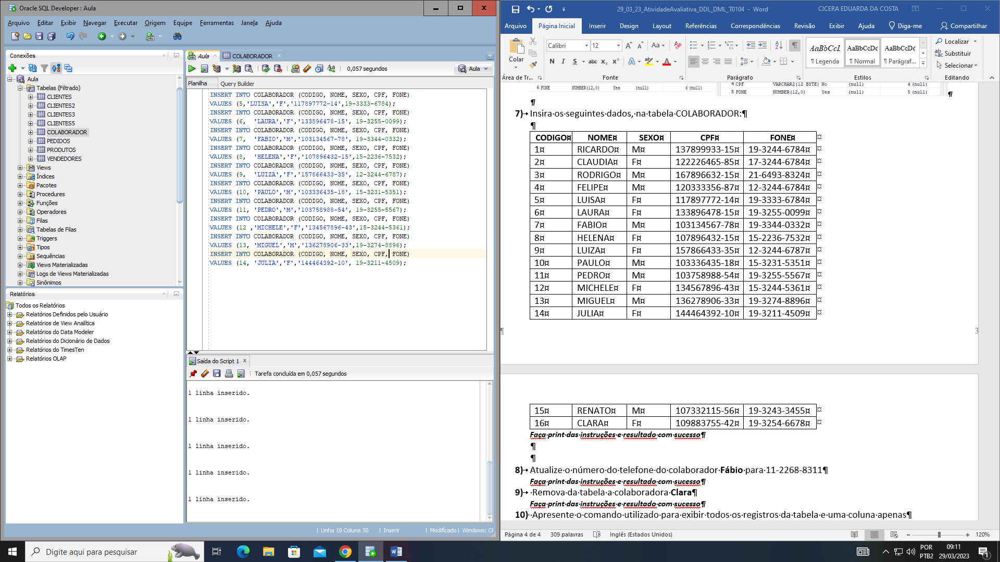 Oracle SQL Developer : Aula
Arquivo Editar Exibir Navegar Executar Origem Equipe Ferramentas Janela Ajuda
Conexões
Aula
Tabelas (Filtrado)
CLIENTES
CLIENTES2
CLIENTES3
CLIENTES5
COLABORADOR
PEDIDOS
PRODUTOS
VENDEDORES
Views
Índices
Pacotes
Procedures
Funções
Operadores
Filas
Tabelas de Filas
Triggers
Tipos
Sequências
Views Materializadas
Logs de Views Materializadas
Sinônimos
Relatórios
Todos os Relatórios
Relatórios Definidos pelo Usuário
Relatórios de View Analítica
Relatórios do Data Modeler
Relatórios do Dicionário de Dados
Relatórios do TimesTen
Relatórios OLAP
Aula COLABORADOR
0,057 segundos
Aula
Planilha Query Builder
INSERT INTO COLABORADOR (CODIGO, NOME, SEXO, CPF, FONE)
VALUES (5,'LUISA','F','117897772-14',19-3333-6784);
INSERT INTO COLABORADOR (CODIGO, NOME, SEXO, CPF, FONE)
VALUES (6, 'LAURA','F','133896478-15', 19-3255-0099);
INSERT INTO COLABORADOR (CODIGO, NOME, SEXO, CPF, FONE)
VALUES (7, 'FABIO','M','103134567-78', 19-3344-0332);
INSERT INTO COLABORADOR (CODIGO, NOME, SEXO, CPF, FONE)
VALUES (8, 'HELENA','F','107896432-15',15-2236-7532);
INSERT INTO COLABORADOR (CODIGO, NOME, SEXO, CPF, FONE)
VALUES (9, 'LUIZA','F','157866433-35', 12-3244-6787);
INSERT INTO COLABORADOR (CODIGO, NOME, SEXO, CPF, FONE)
VALUES (10, 'PAULO','M','103336435-18', 15-3231-5351);
INSERT INTO COLABORADOR (CODIGO, NOME, SEXO, CPF, FONE)
VALUES (11, 'PEDRO','M','103758988-54', 19-3255-5567);
INSERT INTO COLABORADOR (CODIGO, NOME, SEXO, CPF, FONE)
VALUES (12 ,'MICHELE','F','134567896-43',15-3244-5361);
INSERT INTO COLABORADOR (CODIGO, NOME, SEXO, CPF, FONE)
VALUES (13, 'MIGUEL','M','136278906-33',19-3274-8896);
INSERT INTO COLABORADOR (CODIGO, NOME, SEXO, CPF, FONE)
VALUES (14, 'JULIA','F','144464392-10', 19-3211-4509);
Saída do Script 1
Tarefa concluída em 0,057 segundos
1 linha inserido.
1 linha inserido.
1 linha inserido.
1 linha inserido.
1 linha inserido.
Linha 19 Coluna 50 Inserir Modificado Windows:
29_03_23_AtividadeAvaliativa_DDL_DML_T0104 - Word CICERA EDUARDA DA COSTA
Arquivo Página Inicial Inserir Design Layout Referências Correspondências Revisão Exibir Ajuda Diga-me Compartilhar
Colar
Calibri 12
AaBbCcI AaBbCcDd AaBbCcDd
¶ Legenda ¶ Normal ¶ Parágraf...
Localizar
Substituir
Selecionar
Área de Tr... Fonte Parágrafo Estilos Editando
6 FONE NUMBER(12,0) Yes (null) 6 (null)
4 CPF VARCHAR2(12 BYTE) No (null) 4 (null)
5 FONE NUMBER(12,0) Yes (null) 5 (null)
¶
¶
7) Insira·os·seguintes·dados,·na·tabela·COLABORADOR:¶
¶
CODIGO¤ NOME¤ SEXO¤ CPF¤ FONE¤ ¤
1¤ RICARDO¤ M¤ 137899933-15¤ 19-3244-6784¤ ¤
2¤ CLAUDIA¤ F¤ 122226465-85¤ 17-3244-6784¤ ¤
3¤ RODRIGO¤ M¤ 167896632-15¤ 21-6493-8324¤ ¤
4¤ FELIPE¤ M¤ 120333356-87¤ 12-3244-6784¤ ¤
5¤ LUISA¤ F¤ 117897772-14¤ 19-3333-6784¤ ¤
6¤ LAURA¤ F¤ 133896478-15¤ 19-3255-0099¤ ¤
7¤ FABIO¤ M¤ 103134567-78¤ 19-3344-0332¤ ¤
8¤ HELENA¤ F¤ 107896432-15¤ 15-2236-7532¤ ¤
9¤ LUIZA¤ F¤ 157866433-35¤ 12-3244-6787¤ ¤
10¤ PAULO¤ M¤ 103336435-18¤ 15-3231-5351¤ ¤
11¤ PEDRO¤ M¤ 103758988-54¤ 19-3255-5567¤ ¤
12¤ MICHELE¤ F¤ 134567896-43¤ 15-3244-5361¤ ¤
13¤ MIGUEL¤ M¤ 136278906-33¤ 19-3274-8896¤ ¤
14¤ JULIA¤ F¤ 144464392-10¤ 19-3211-4509¤ ¤
¶ 3
15¤ RENATO¤ M¤ 107332115-56¤ 19-3243-3455¤ ¤
16¤ CLARA¤ F¤ 109883755-42¤ 19-3254-6678¤ ¤
Faça·print·das·instruções·e·resultado·com·sucesso¶
¶
¶
8) Atualize·o·número·do·telefone·do·colaborador·Fábio·para·11-2268-8311¶
Faça·print·das·instruções·e·resultado·com·sucesso¶
9) ·Remova·da·tabela·a·colaboradora·Clara¶
Faça·print·das·instruções·e·resultado·com·sucesso¶
10) ·Apresente·o·comando·utilizado·para·exibir·todos·os·registros·da·tabela·e·uma·coluna·apenas¶
Página 4 de 4 309 palavras Inglês (Estados Unidos) 120%
Digite aqui para pesquisar
POR
PTB2
09:11
29/03/2023
1